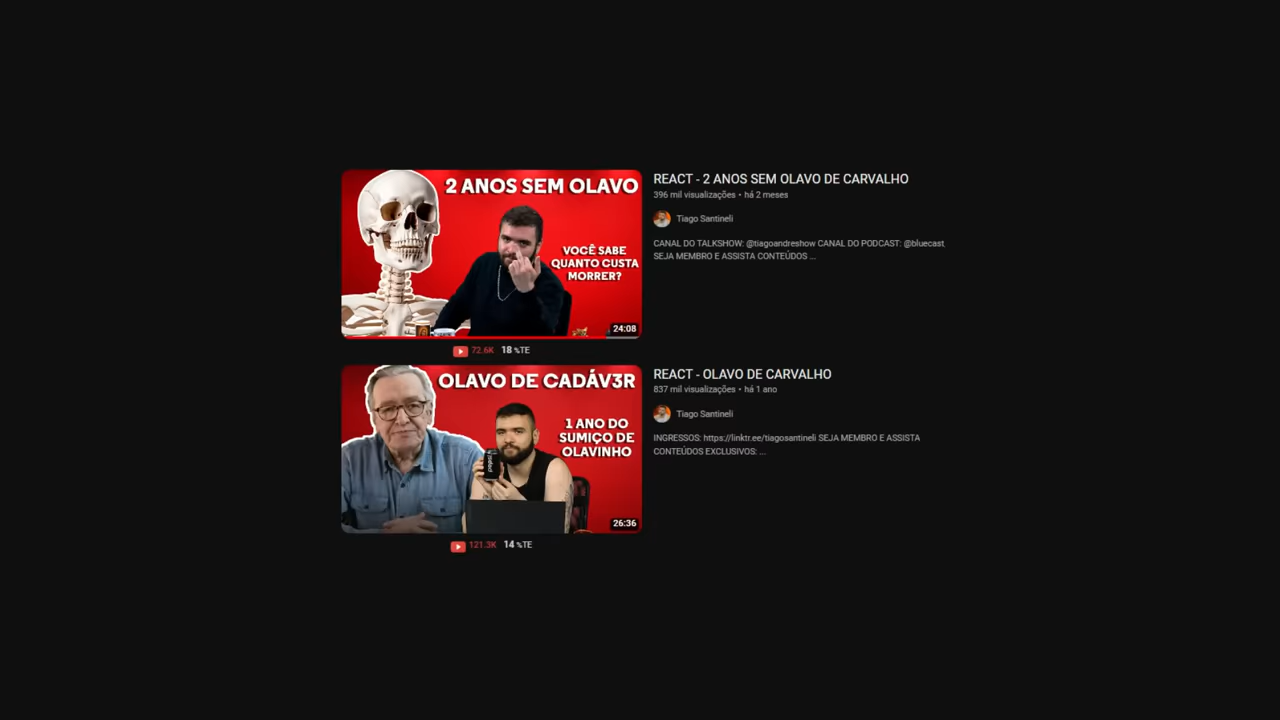 2 ANOS SEM OLAVO
VOCÊ SABE
QUANTO CUSTA
MORRER?
24:08
72.6K 18 %TE
REACT - 2 ANOS SEM OLAVO DE CARVALHO
396 mil visualizações • há 2 meses
Tiago Santineli
CANAL DO TALKSHOW: @tiagoandreshow CANAL DO PODCAST: @bluecast
SEJA MEMBRO E ASSISTA CONTEÚDOS ...
OLAVO DE CADÁV3R
1 ANO DO
SUMIÇO DE
OLAVINHO
26:36
121.3K 14 %TE
REACT - OLAVO DE CARVALHO
837 mil visualizações • há 1 ano
Tiago Santineli
INGRESSOS: https://linktr.ee/tiagosantineli SEJA MEMBRO E ASSISTA
CONTEÚDOS EXCLUSIVOS: ...